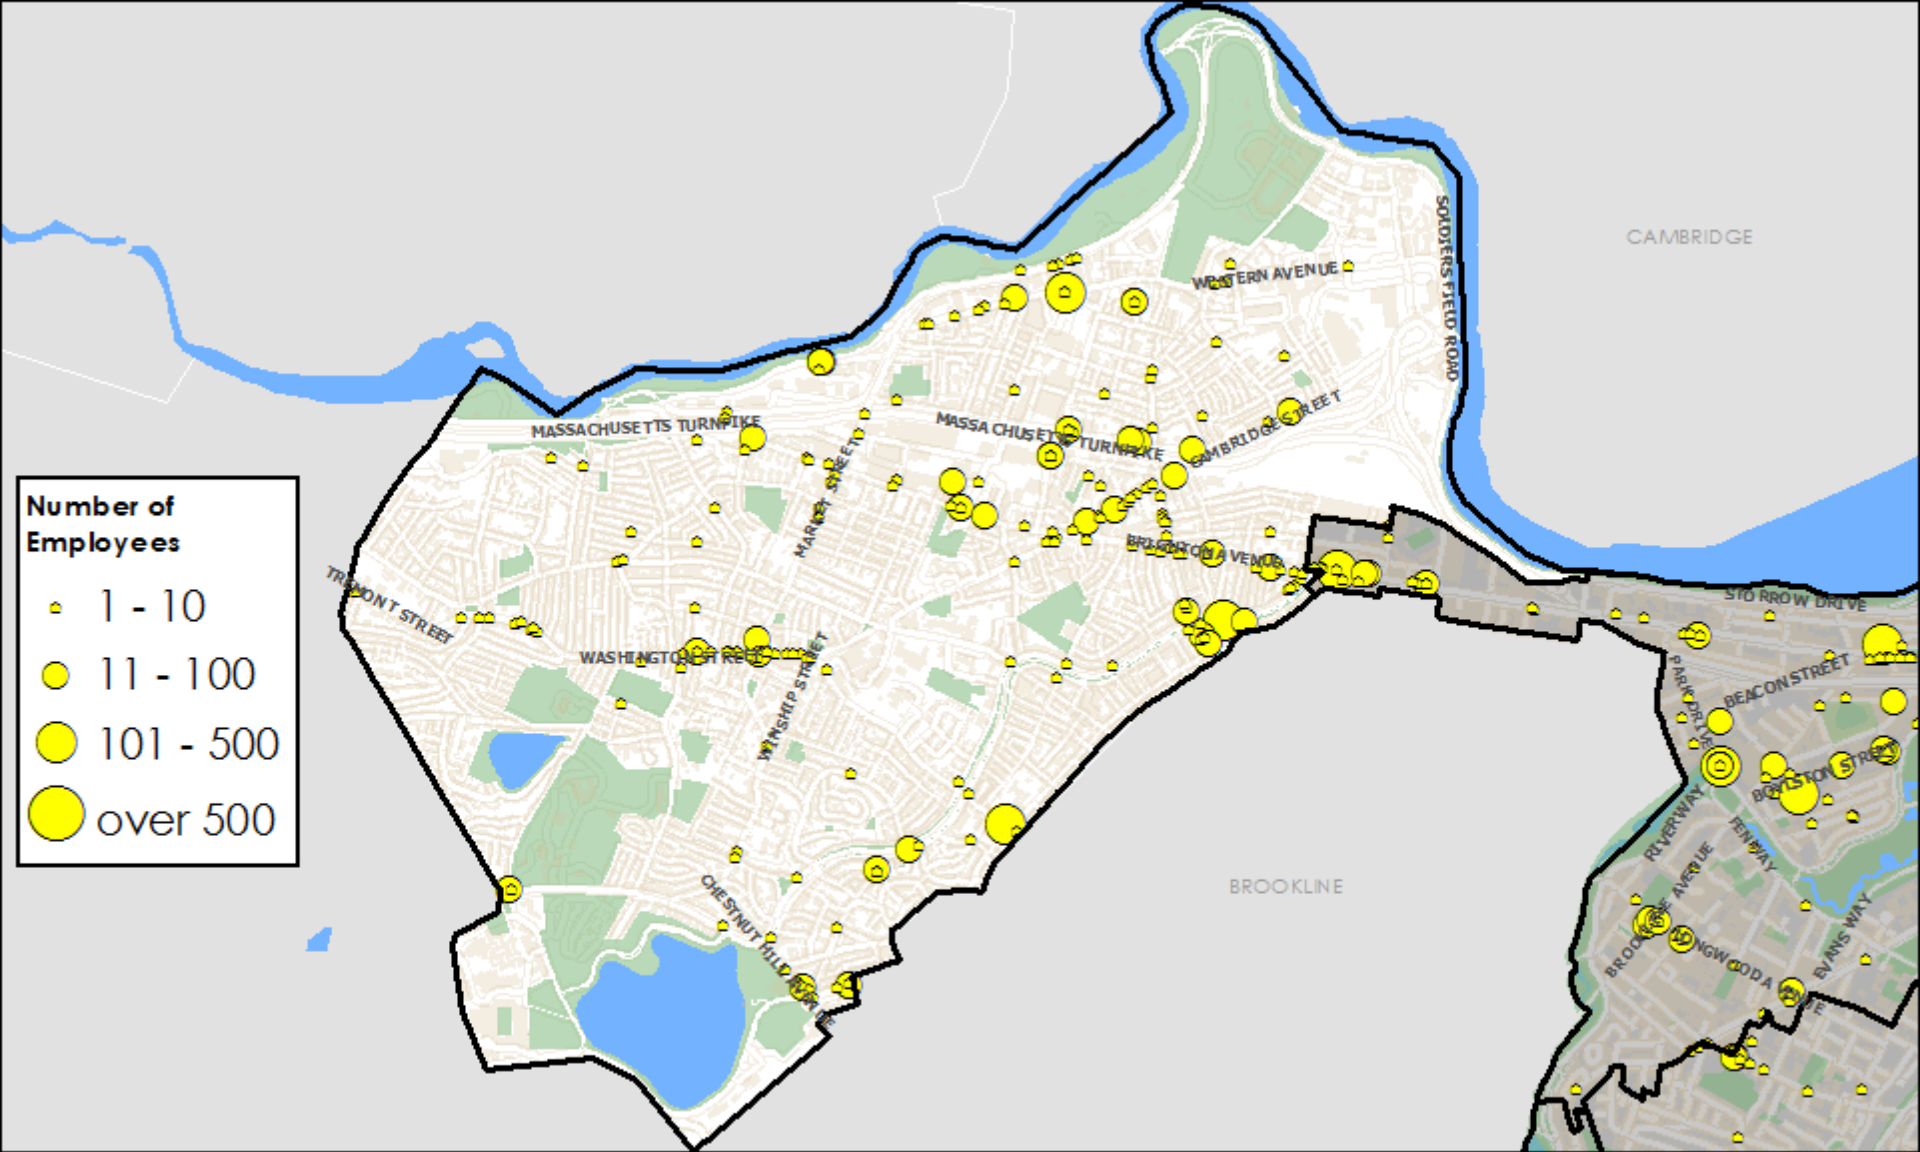 CAMBRIDGE
SOLDIERS FIELD ROAD
WESTERN AVENUE
MASSACHUSETTS TURNPIKE
MASSACHUSETTS TURNPIKE
CAMBRIDGE STREET
MARKET STREET
Number of
Employees
1 - 10
11 - 100
101 - 500
over 500
BRIGHTON AVENUE
TREMONT STREET
STORROW DRIVE
WASHINGTON STREET
WINSHIP STREET
PARK DRIVE
BEACON STREET
BOYLSTON STREET
RIVERWAY
FENWAY
BROOKLINE AVENUE
BROOKLINE
CHESTNUT HILL AVENUE
LONGWOOD AVENUE
EVANS WAY